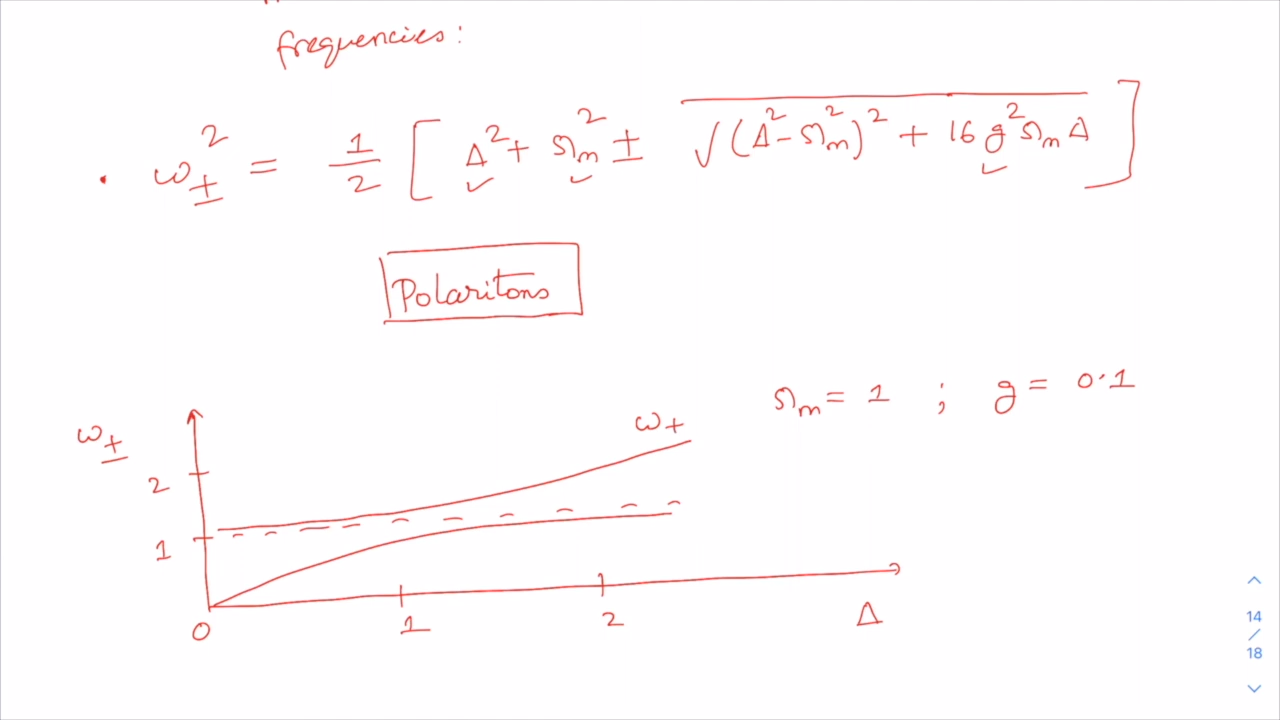 frequencies:
• ω±² = 1/2 [ Δ² + Ωm² ± √(Δ² - Ωm²)² + 16 g² Ωm Δ ]
Polaritons
Ωm = 1 ; g = 0.1
ω±
ω+
2
1
0
1
2
Δ
14
/
18